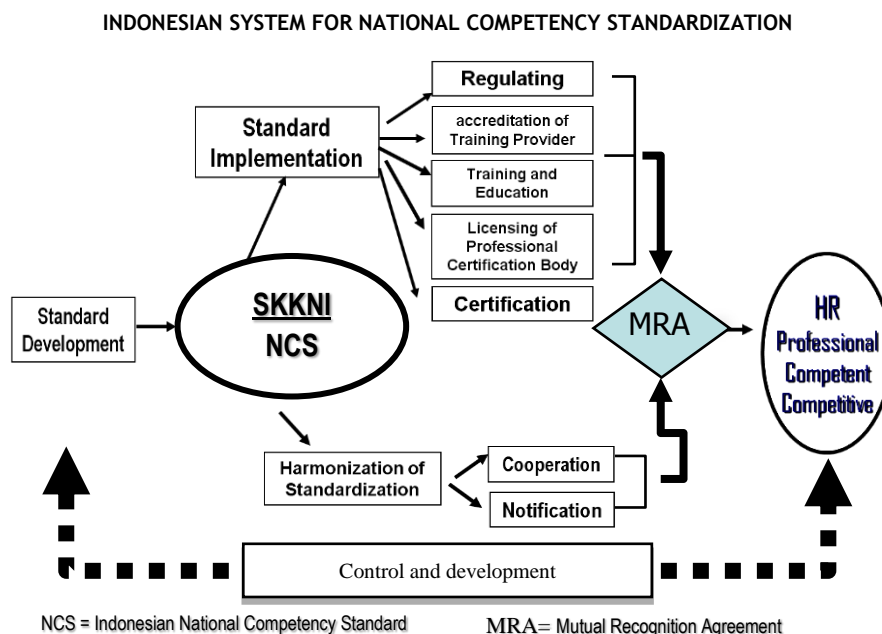 INDONESIAN SYSTEM FOR NATIONAL COMPETENCY STANDARDIZATION
Regulating
accreditation of
Training Provider
Standard
Implementation
Training and
Education
Licensing of
Professional
Certification Body
Certification
SKKNI
NCS
Standard
Development
MRA
HR
Professional
Competent
Competitive
Harmonization of
Standardization
Cooperation
Notification
Control and development
NCS = Indonesian National Competency Standard
MRA= Mutual Recognition Agreement